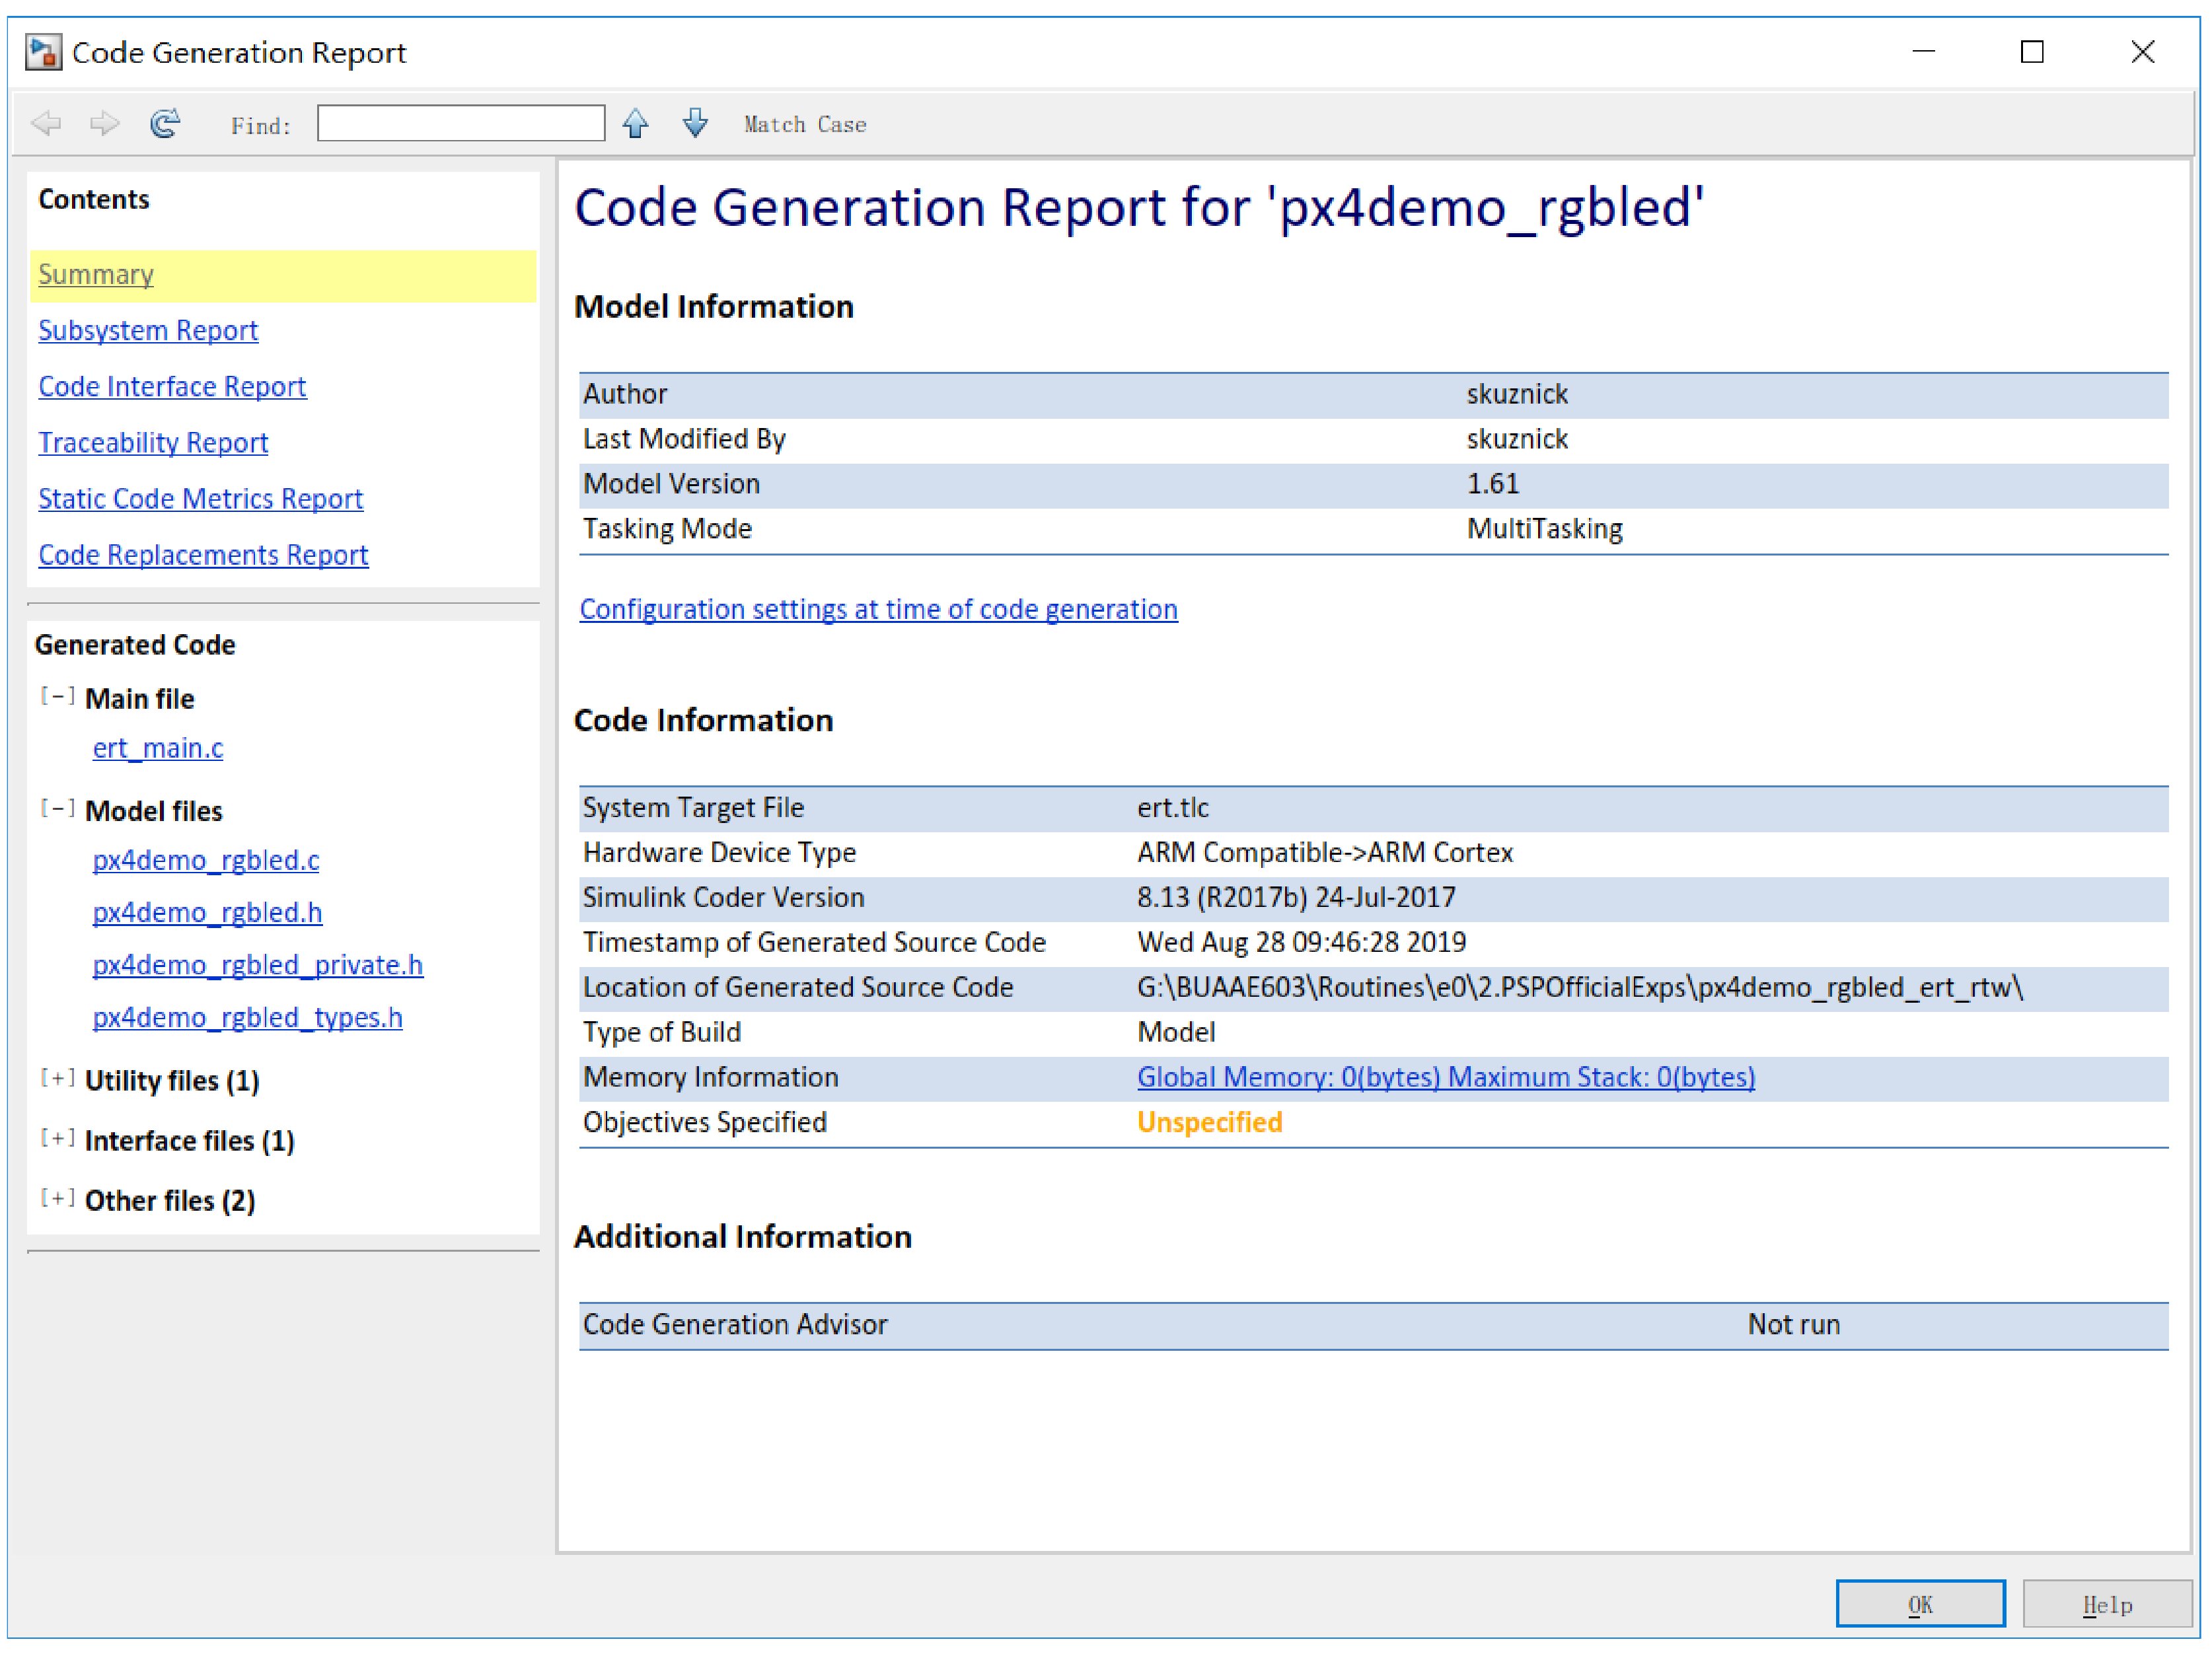 Code Generation Report
Find:
Match Case
Contents
Summary
Subsystem Report
Code Interface Report
Traceability Report
Static Code Metrics Report
Code Replacements Report
Generated Code
[-] Main file
ert_main.c
[-] Model files
px4demo_rgbled.c
px4demo_rgbled.h
px4demo_rgbled_private.h
px4demo_rgbled_types.h
[+] Utility files (1)
[+] Interface files (1)
[+] Other files (2)
Code Generation Report for 'px4demo_rgbled'
Model Information
Author skuznick
Last Modified By skuznick
Model Version 1.61
Tasking Mode MultiTasking
Configuration settings at time of code generation
Code Information
System Target File ert.tlc
Hardware Device Type ARM Compatible->ARM Cortex
Simulink Coder Version 8.13 (R2017b) 24-Jul-2017
Timestamp of Generated Source Code Wed Aug 28 09:46:28 2019
Location of Generated Source Code G:\BUAAE603\Routines\e0\2.PSPOfficialExps\px4demo_rgbled_ert_rtw\
Type of Build Model
Memory Information Global Memory: 0(bytes) Maximum Stack: 0(bytes)
Objectives Specified Unspecified
Additional Information
Code Generation Advisor Not run
OK
Help